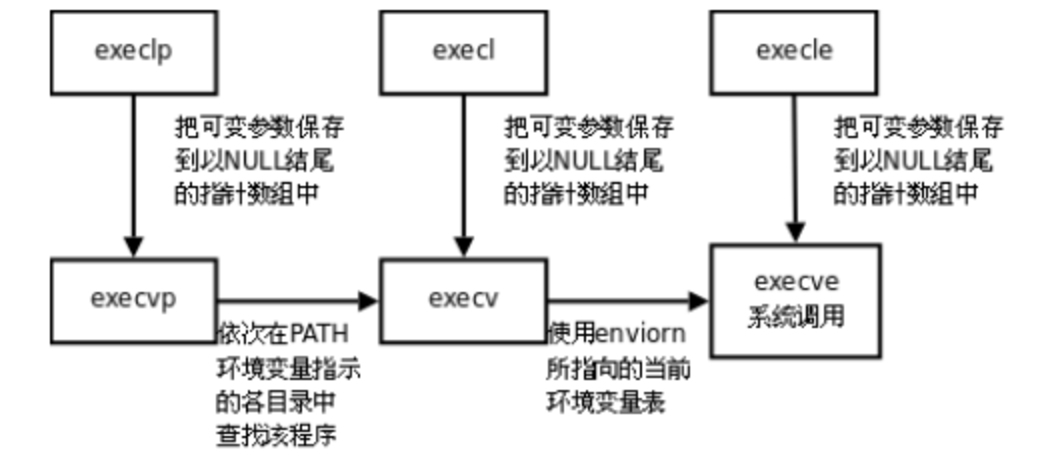 execlp
execl
execle
把可变参数保存
到以NULL结尾
的指针数组中
把可变参数保存
到以NULL结尾
的指针数组中
把可变参数保存
到以NULL结尾
的指针数组中
execvp
execv
execve
系统调用
依次在PATH
环境变量指示
的各目录中
查找该程序
使用enviorn
所指向的当前
环境变量表